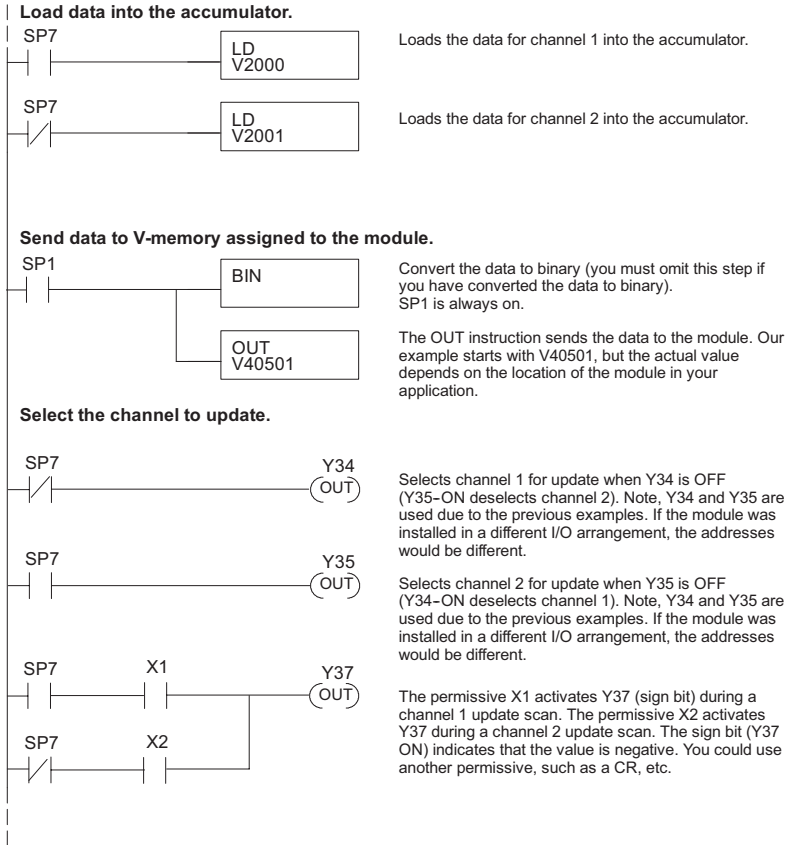 Load data into the accumulator.
SP7
LD
V2000
Loads the data for channel 1 into the accumulator.
SP7
LD
V2001
Loads the data for channel 2 into the accumulator.
Send data to V-memory assigned to the module.
SP1
BIN
Convert the data to binary (you must omit this step if
you have converted the data to binary).
SP1 is always on.
OUT
V40501
The OUT instruction sends the data to the module. Our
example starts with V40501, but the actual value
depends on the location of the module in your
application.
Select the channel to update.
SP7
Y34
OUT
Selects channel 1 for update when Y34 is OFF
(Y35-ON deselects channel 2). Note, Y34 and Y35 are
used due to the previous examples. If the module was
installed in a different I/O arrangement, the addresses
would be different.
SP7
Y35
OUT
Selects channel 2 for update when Y35 is OFF
(Y34-ON deselects channel 1). Note, Y34 and Y35 are
used due to the previous examples. If the module was
installed in a different I/O arrangement, the addresses
would be different.
SP7
X1
Y37
OUT
The permissive X1 activates Y37 (sign bit) during a
channel 1 update scan. The permissive X2 activates
Y37 during a channel 2 update scan. The sign bit (Y37
ON) indicates that the value is negative. You could use
another permissive, such as a CR, etc.
SP7
X2